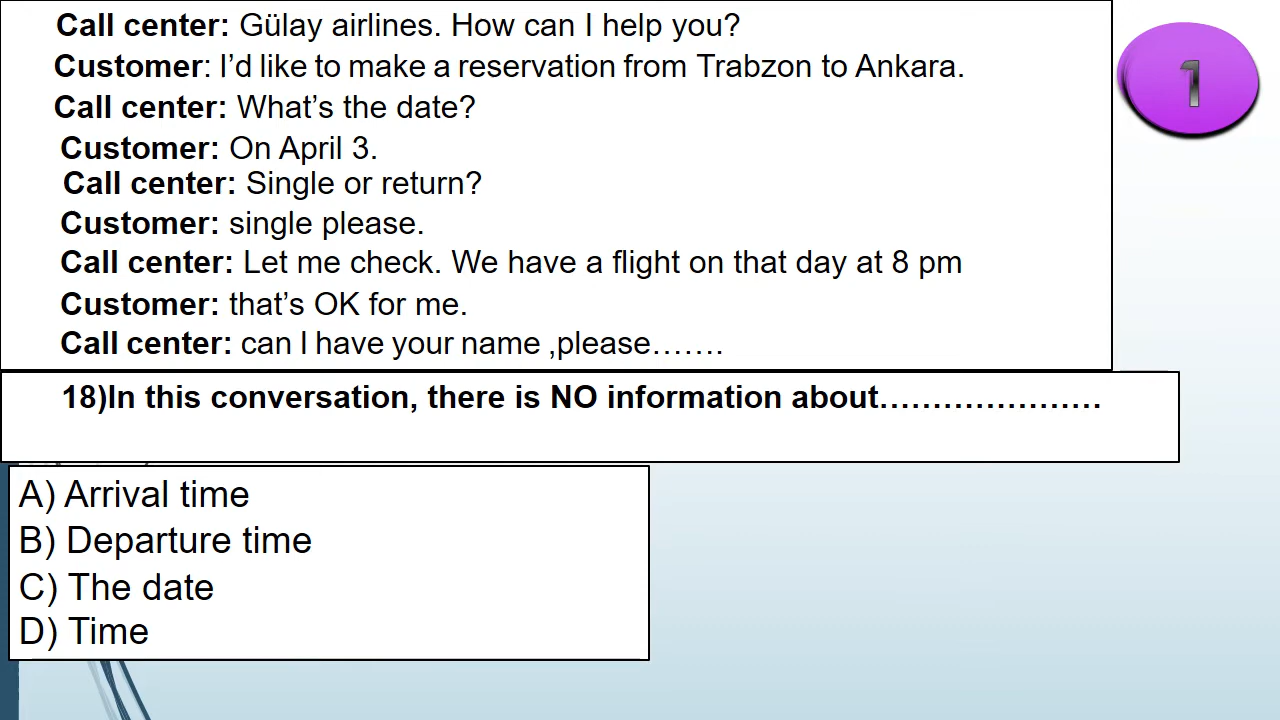 Call center: Gülay airlines. How can I help you?
1
Customer: I’d like to make a reservation from Trabzon to Ankara.
Call center: What’s the date?
Customer: On April 3.
Call center: Single or return?
Customer: single please.
Call center: Let me check. We have a flight on that day at 8 pm
Customer: that’s OK for me.
Call center: can I have your name ,please…….
18)In this conversation, there is NO information about…………………
A) Arrival time
B) Departure time
C) The date
D) Time